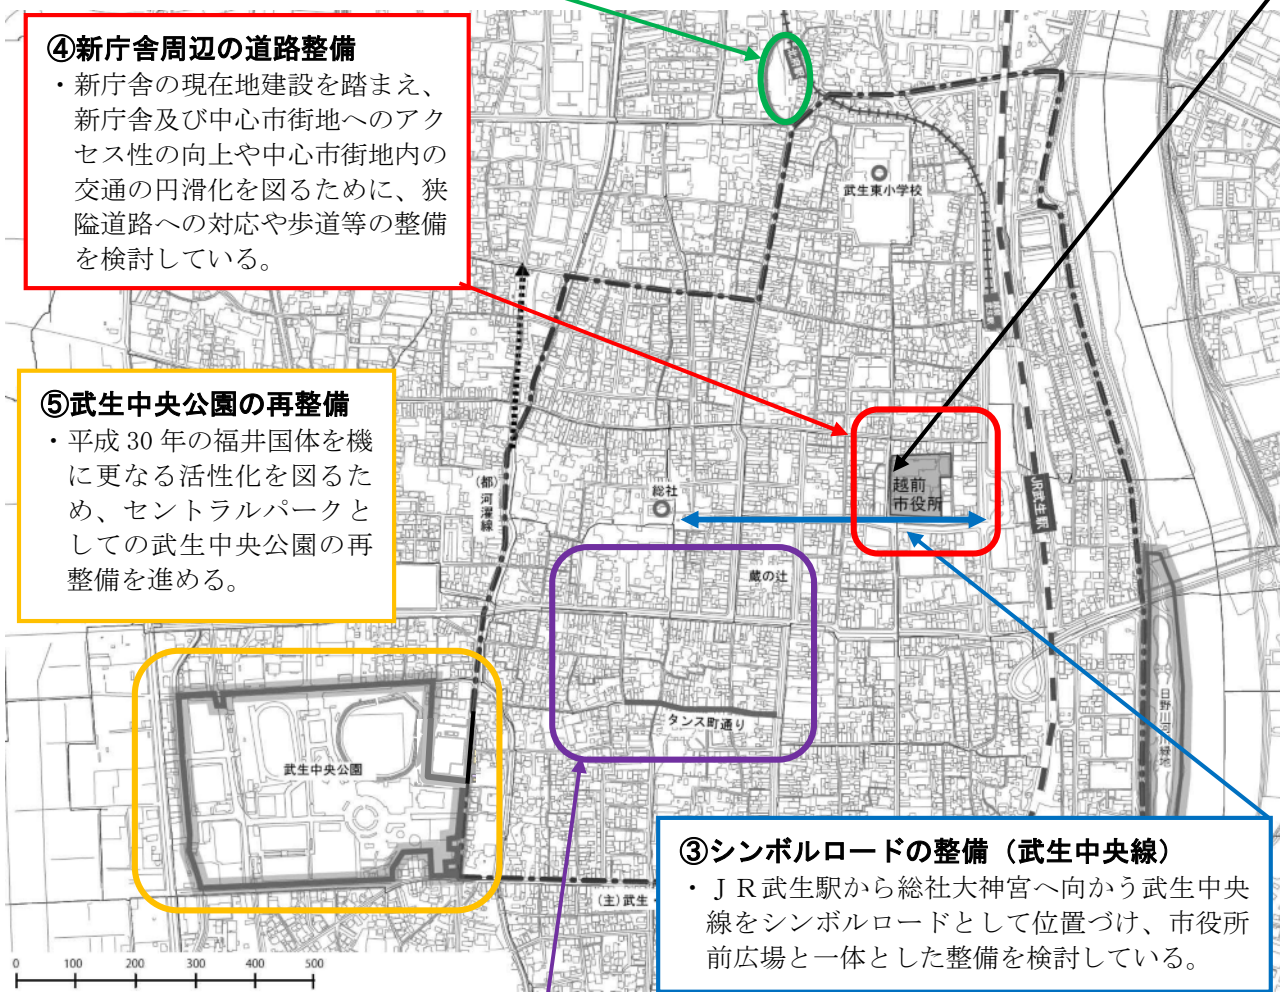 ④新庁舎周辺の道路整備
・新庁舎の現在地建設を踏まえ、
新庁舎及び中心市街地へのアク
セス性の向上や中心市街地内の
交通の円滑化を図るために、狭
隘道路への対応や歩道等の整備
を検討している。
武生東小学校
⑤武生中央公園の再整備
・平成 30 年の福井国体を機
に更なる活性化を図るた
め、セントラルパークと
しての武生中央公園の再
整備を進める。
(都)河濯線
総社
越前
市役所
JR武生駅
蔵の辻
タンス町通り
日野川河川緑地
武生中央公園
(主)武生・
③シンボルロードの整備（武生中央線）
・ＪＲ武生駅から総社大神宮へ向かう武生中央
線をシンボルロードとして位置づけ、市役所
前広場と一体とした整備を検討している。
0 100 200 300 400 500